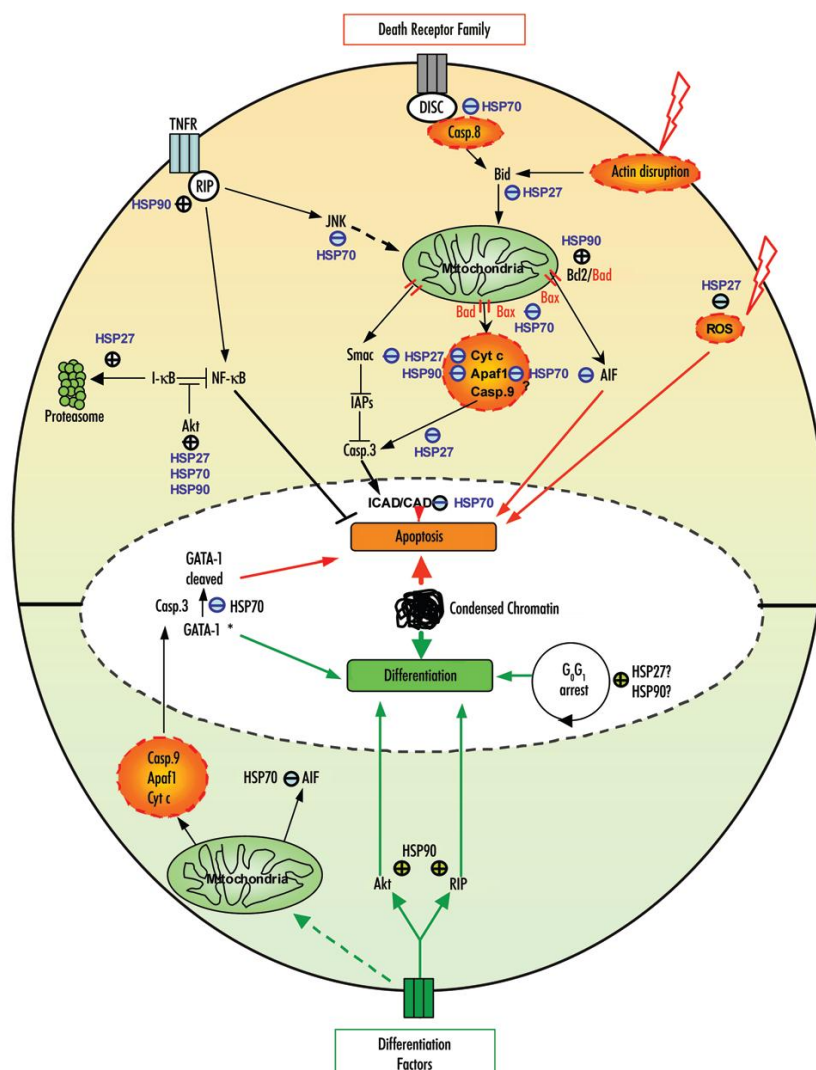 Death Receptor Family
DISC
HSP70
Casp.8
TNFR
RIP
HSP90
Bid
Actin disruption
HSP27
JNK
HSP70
Mitochondria
HSP90
Bcl2/Bad
HSP27
ROS
Bad
Bax
Bax
HSP70
HSP27
Smac
HSP27
Cyt c
HSP90
Apaf1
HSP70
AIF
Casp.9
?
I-κB
NF-κB
Proteasome
IAPs
Akt
HSP27
HSP70
HSP90
Casp.3
HSP27
ICAD/CAD
HSP70
Apoptosis
GATA-1
cleaved
Casp.3
HSP70
GATA-1 *
Condensed Chromatin
Differentiation
G0G1
arrest
HSP27?
HSP90?
Casp.9
Apaf1
Cyt c
HSP70
AIF
Mitochondria
HSP90
Akt
RIP
Differentiation
Factors